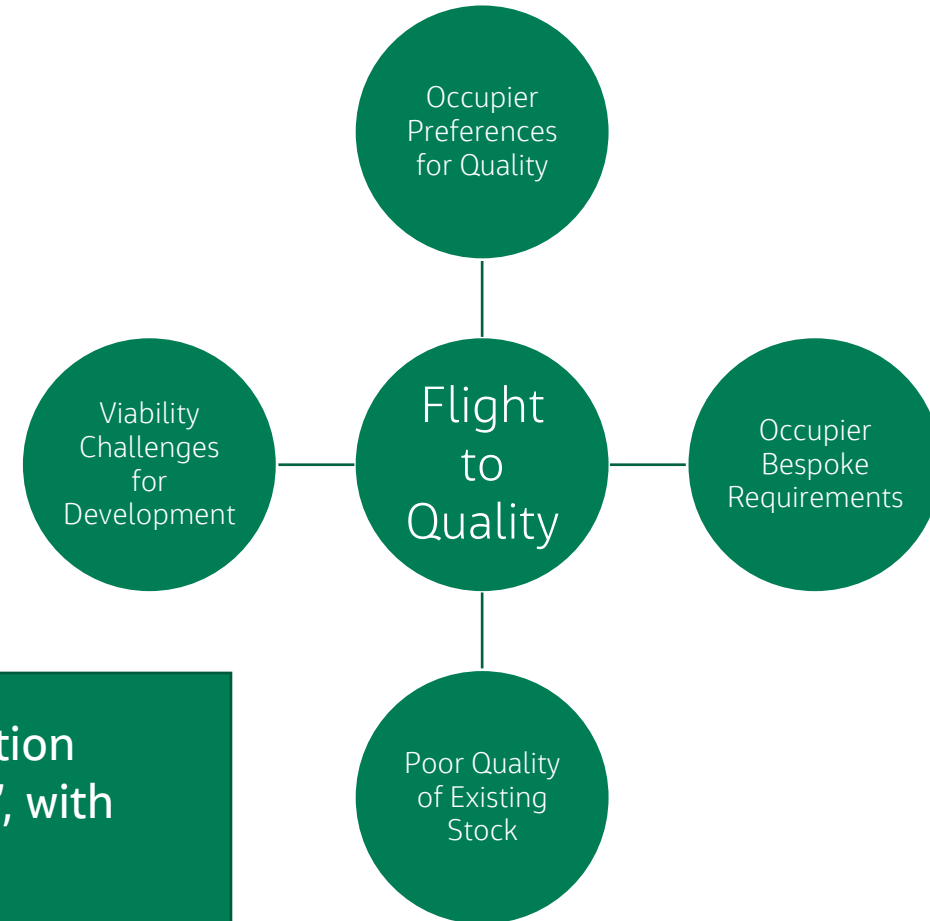 Occupier
Preferences
for Quality
Viability
Challenges
for
Development
Flight
to
Quality
Occupier
Bespoke
Requirements
Poor Quality
of Existing
Stock
, with